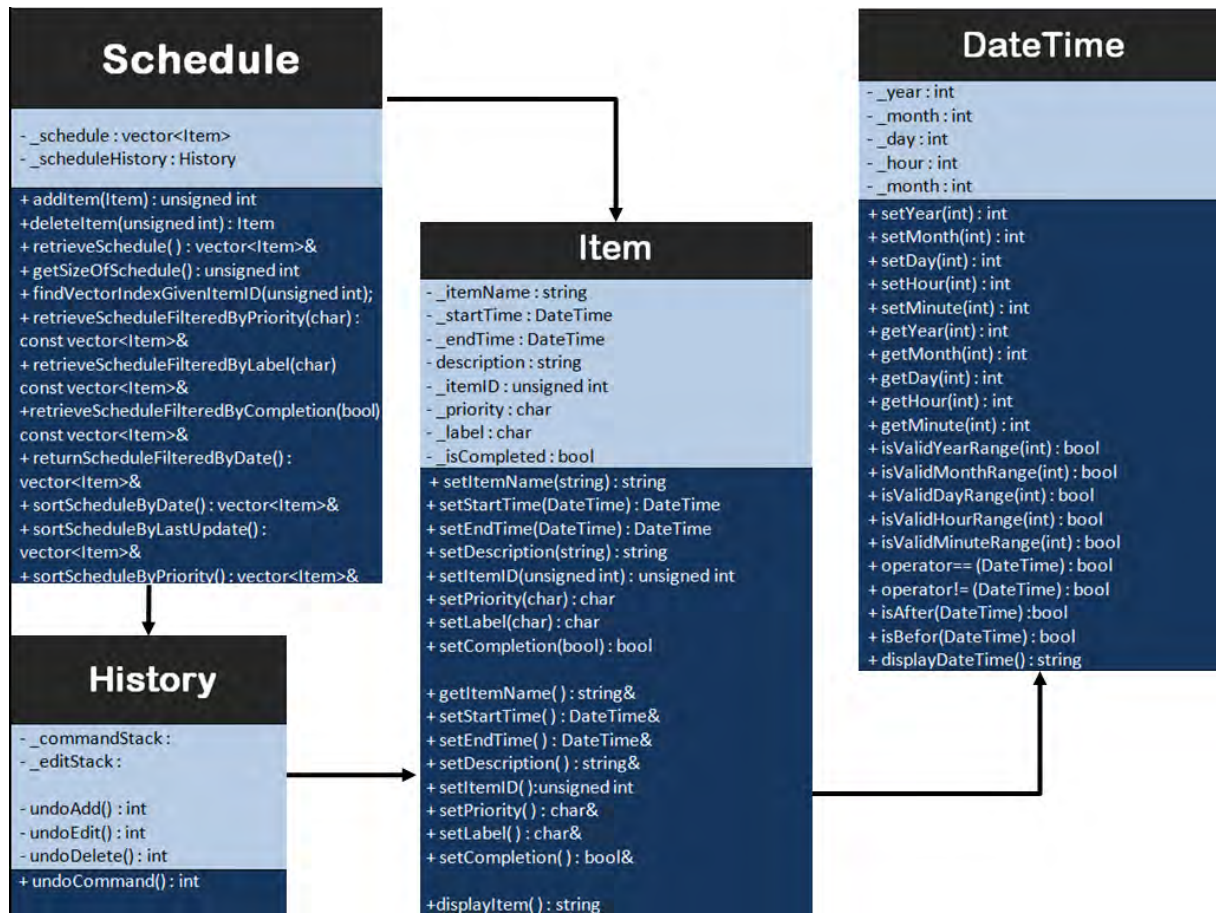 Schedule
- _schedule : vector<Item>
- _scheduleHistory : History
+ addItem(Item) : unsigned int
+deleteItem(unsigned int) : Item
+ retrieveSchedule( ) : vector<Item>&
+ getSizeOfSchedule() : unsigned int
+ findVectorIndexGivenItemID(unsigned int);
+ retrieveScheduleFilteredByPriority(char) :
const vector<Item>&
+ retrieveScheduleFilteredByLabel(char)
const vector<Item>&
+retrieveScheduleFilteredByCompletion(bool)
const vector<Item>&
+ returnScheduleFilteredByDate() :
vector<Item>&
+ sortScheduleByDate() : vector<Item>&
+ sortScheduleByLastUpdate() :
vector<Item>&
+ sortScheduleByPriority() : vector<Item>&
History
- _commandStack :
- _editStack :
- undoAdd() : int
- undoEdit() : int
- undoDelete() : int
+ undoCommand() : int
Item
- _itemName : string
- _startTime : DateTime
- _endTime : DateTime
- description : string
- _itemID : unsigned int
- _priority : char
- _label : char
- _isCompleted : bool
+ setItemName(string) : string
+ setStartTime(DateTime) : DateTime
+ setEndTime(DateTime) : DateTime
+ setDescription(string) : string
+ setItemID(unsigned int) : unsigned int
+ setPriority(char) : char
+ setLabel(char) : char
+ setCompletion(bool) : bool
+ getItemName( ) : string&
+ setStartTime( ) : DateTime&
+ setEndTime( ) : DateTime&
+ setDescription( ) : string&
+ setItemID( ):unsigned int
+ setPriority( ) : char&
+ setLabel( ) : char&
+ setCompletion( ) : bool&
+displayItem( ) : string
DateTime
- _year : int
- _month : int
- _day : int
- _hour : int
- _month : int
+ setYear(int) : int
+ setMonth(int) : int
+ setDay(int) : int
+ setHour(int) : int
+ setMinute(int) : int
+ getYear(int) : int
+ getMonth(int) : int
+ getDay(int) : int
+ getHour(int) : int
+ getMinute(int) : int
+ isValidYearRange(int) : bool
+ isValidMonthRange(int) : bool
+ isValidDayRange(int) : bool
+ isValidHourRange(int) : bool
+ isValidMinuteRange(int) : bool
+ operator== (DateTime) : bool
+ operator!= (DateTime) : bool
+ isAfter(DateTime) :bool
+ isBefor(DateTime) : bool
+ displayDateTime() : string